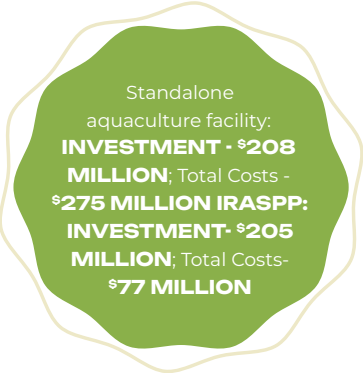 Standalone
aquaculture facility:
INVESTMENT - $208
MILLION; Total Costs -
$275 MILLION IRASPP:
INVESTMENT- $205
MILLION; Total Costs-
$77 MILLION